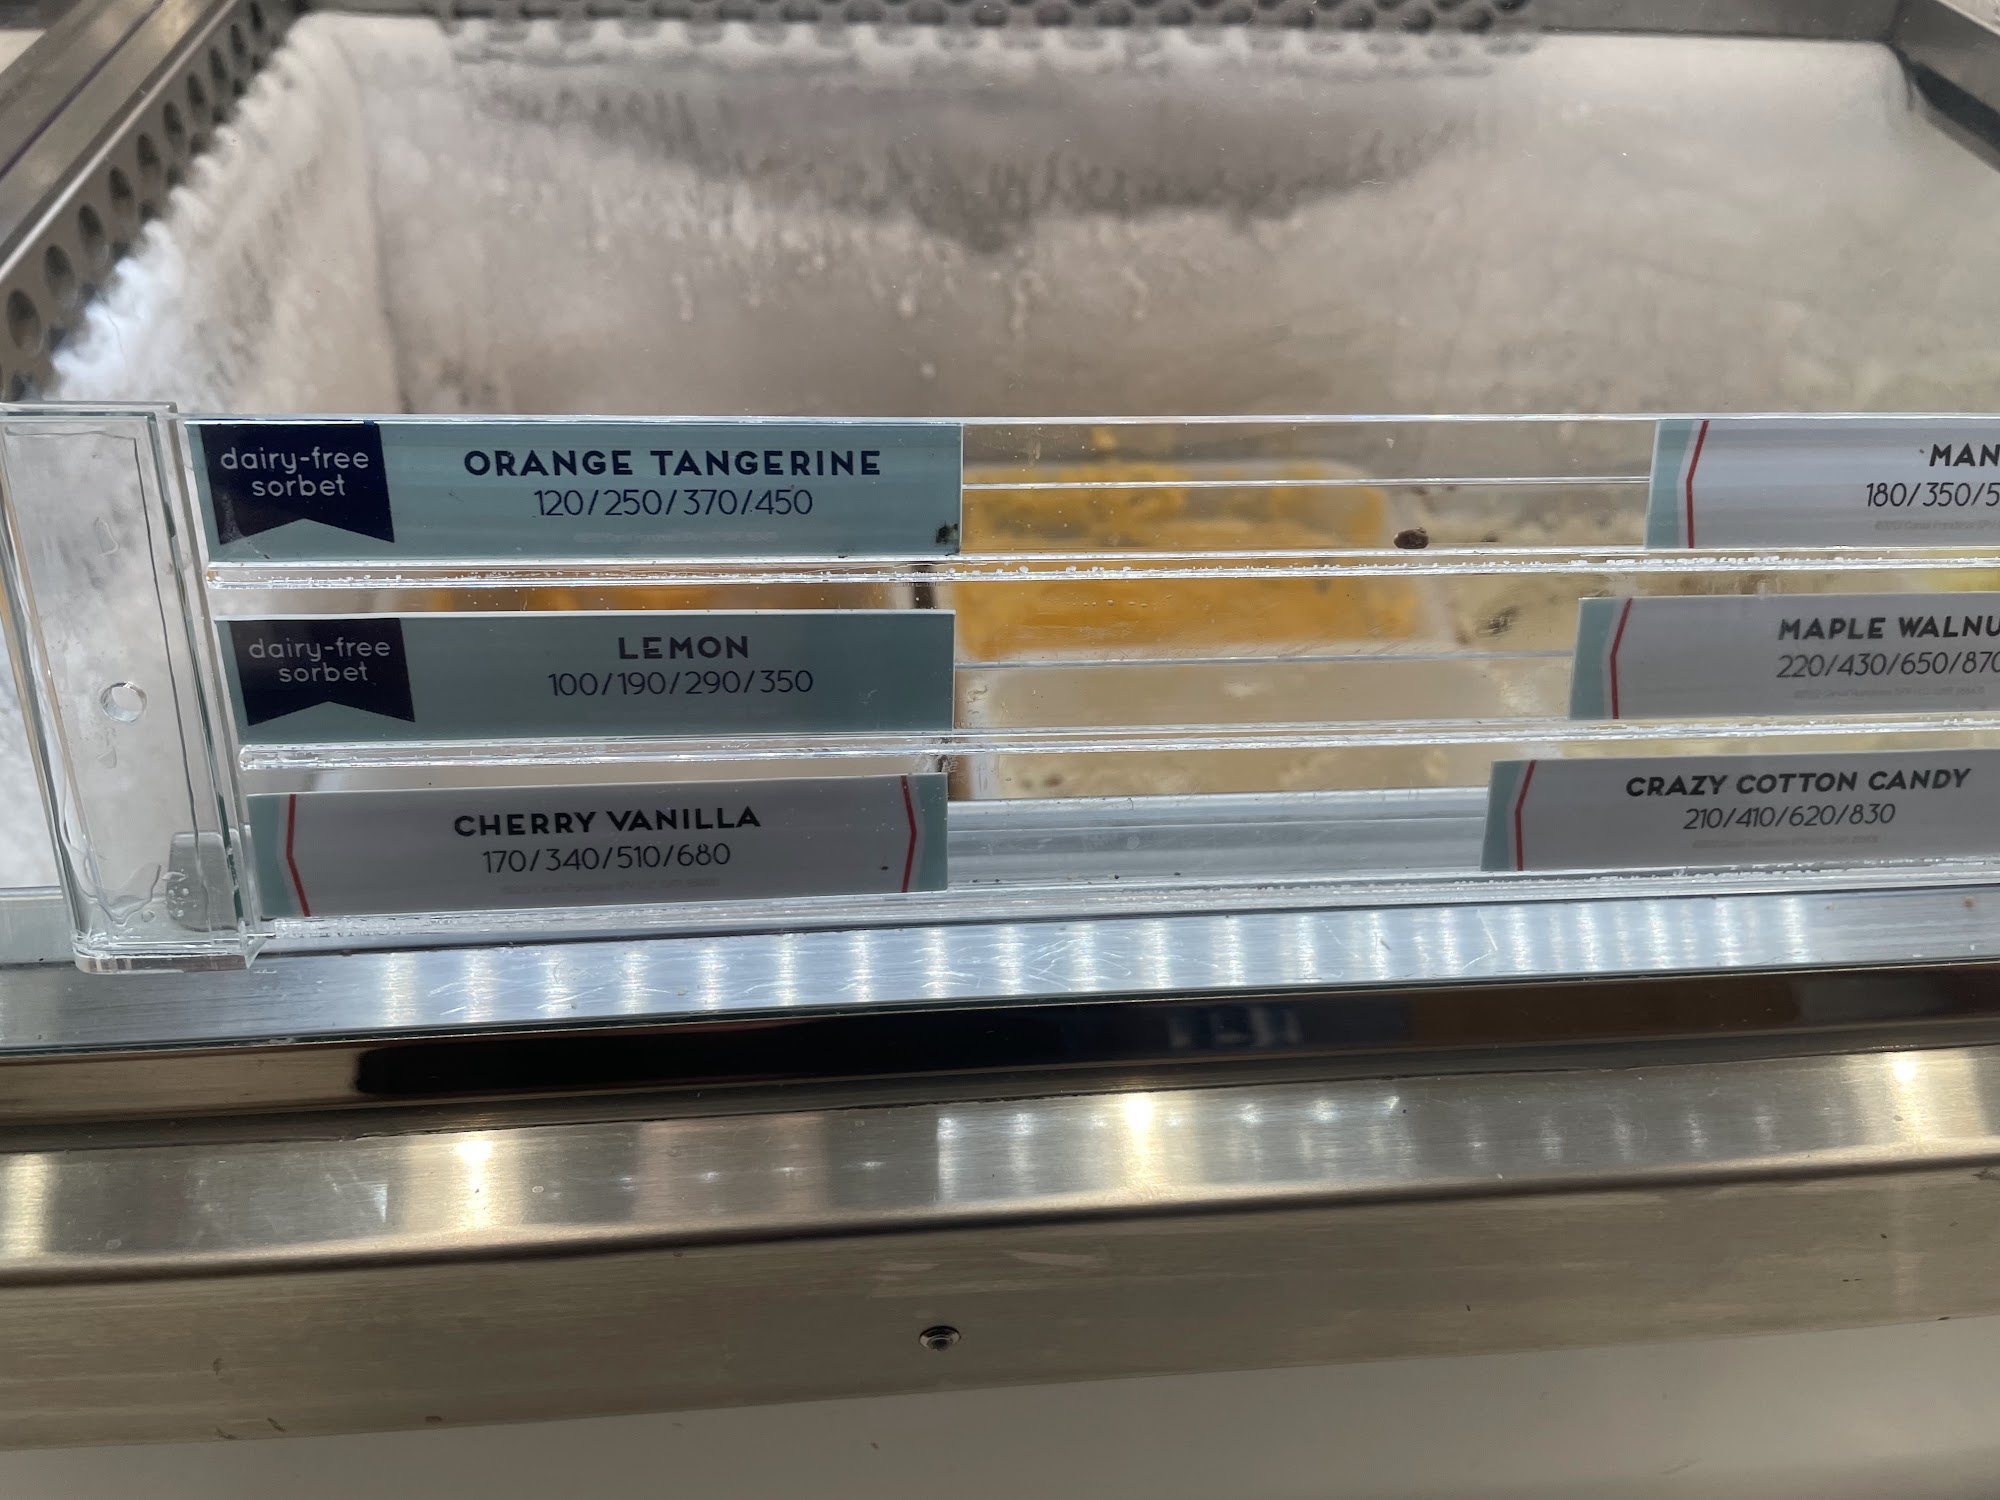 dairy-free
sorbet
ORANGE TANGERINE
120/250/370/450
MAN
180/350/5
dairy-free
sorbet
LEMON
100/190/290/350
MAPLE WALNU
220/430/650/870
CHERRY VANILLA
170/340/510/680
CRAZY COTTON CANDY
210/410/620/830